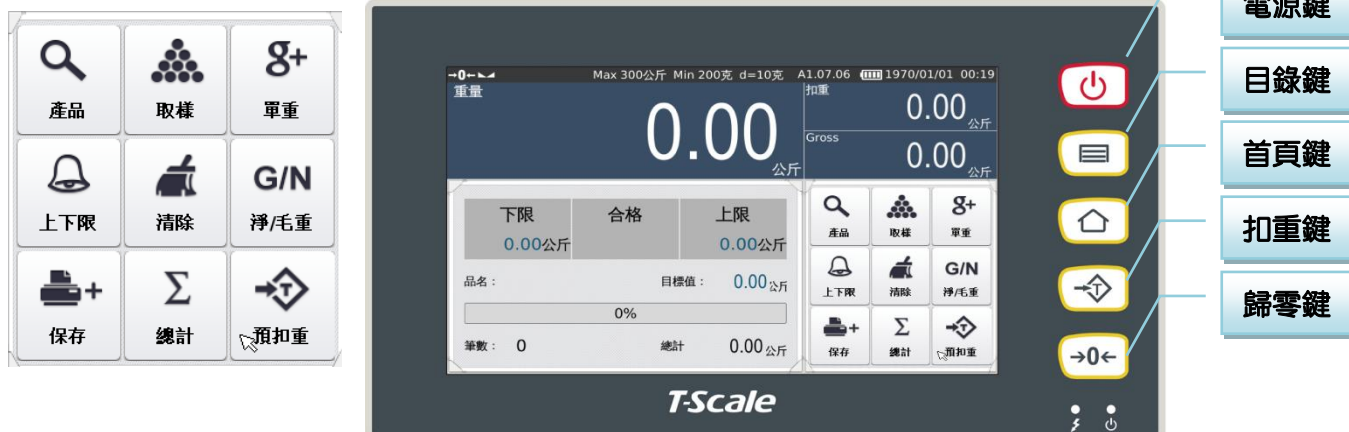 產品 取樣 單重
上下限 G/N 清除 淨/毛重
保存 總計 預扣重
→0← Max 300公斤 Min 200克 d=10克 A1.07.06 1970/01/01 00:19
重量 0.00 公斤
扣重 0.00 公斤
Gross 0.00 公斤
下限 合格 上限
0.00公斤 0.00公斤
品名： 目標值： 0.00 公斤
0%
筆數： 0 總計 0.00 公斤
g+
產品 取樣 單重
G/N
上下限 清除 淨/毛重
Σ
保存 總計 預扣重
T-Scale
→0←
電源鍵
目錄鍵
首頁鍵
扣重鍵
歸零鍵